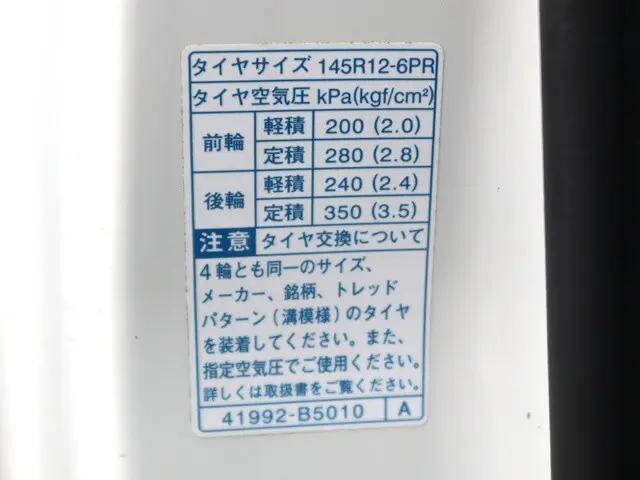 タイヤサイズ 145R12-6PR
タイヤ空気圧 kPa(kgf/cm²)
前輪 軽積 200 (2.0)
定積 280 (2.8)
後輪 軽積 240 (2.4)
定積 350 (3.5)
注意 タイヤ交換について
4輪とも同一のサイズ、
メーカー、銘柄、トレッド
パターン(溝模様)のタイヤ
を装着してください。また、
指定空気圧でご使用ください。
詳しくは取扱書をご覧ください。
41992-B5010 A